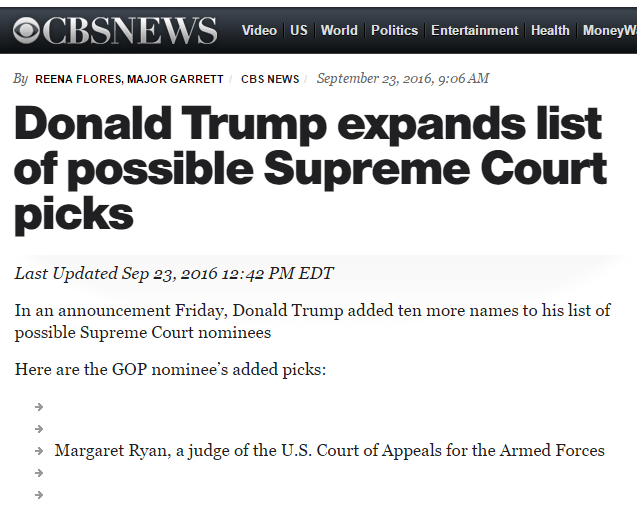 CBSNEWS Video US World Politics Entertainment Health MoneyW
By REENA FLORES, MAJOR GARRETT / CBS NEWS / September 23, 2016, 9:06 AM
Donald Trump expands list
of possible Supreme Court
picks
Last Updated Sep 23, 2016 12:42 PM EDT
In an announcement Friday, Donald Trump added ten more names to his list of
possible Supreme Court nominees
Here are the GOP nominee’s added picks:
Margaret Ryan, a judge of the U.S. Court of Appeals for the Armed Forces